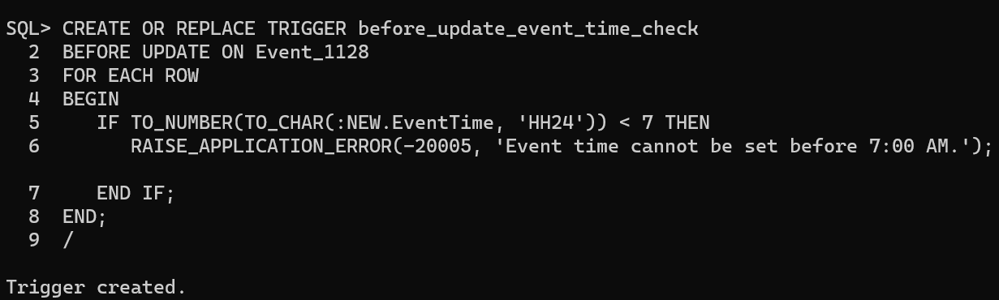 SQL> CREATE OR REPLACE TRIGGER before_update_event_time_check
  2  BEFORE UPDATE ON Event_1128
  3  FOR EACH ROW
  4  BEGIN
  5     IF TO_NUMBER(TO_CHAR(:NEW.EventTime, 'HH24')) < 7 THEN
  6        RAISE_APPLICATION_ERROR(-20005, 'Event time cannot be set before 7:00 AM.');
  7     END IF;
  8  END;
  9  /
Trigger created.